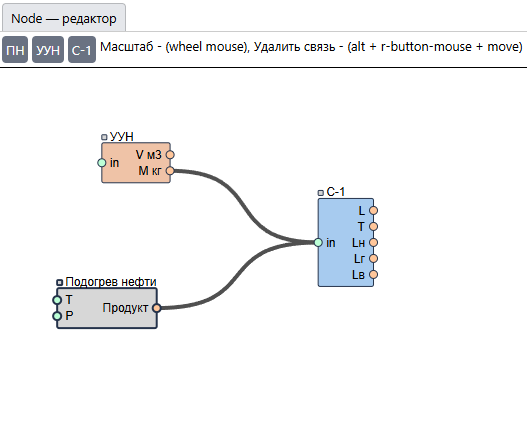 Node — редактор
ПН УУН С-1 Масштаб - (wheel mouse), Удалить связь - (alt + r-button-mouse + move)
УУН
in V м3
М кг
С-1
L
T
in Lн
Lг
Lв
Подогрев нефти
T Продукт
P